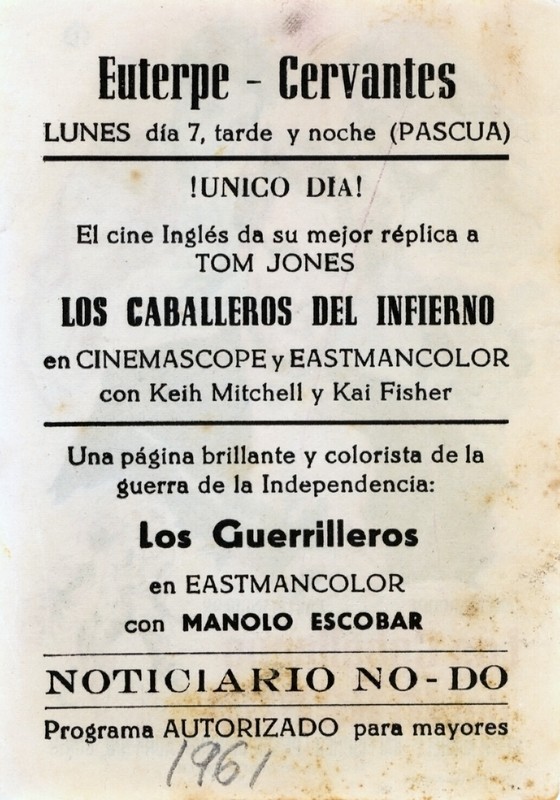 Euterpe - Cervantes
LUNES día 7, tarde y noche (PASCUA)
!UNICO DIA!
El cine Inglés da su mejor réplica a
TOM JONES
LOS CABALLEROS DEL INFIERNO
en CINEMASCOPE y EASTMANCOLOR
con Keih Mitchell y Kai Fisher
Una página brillante y colorista de la
guerra de la Independencia:
Los Guerrilleros
en EASTMANCOLOR
con MANOLO ESCOBAR
NOTICIARIO NO-DO
Programa AUTORIZADO para mayores
1961